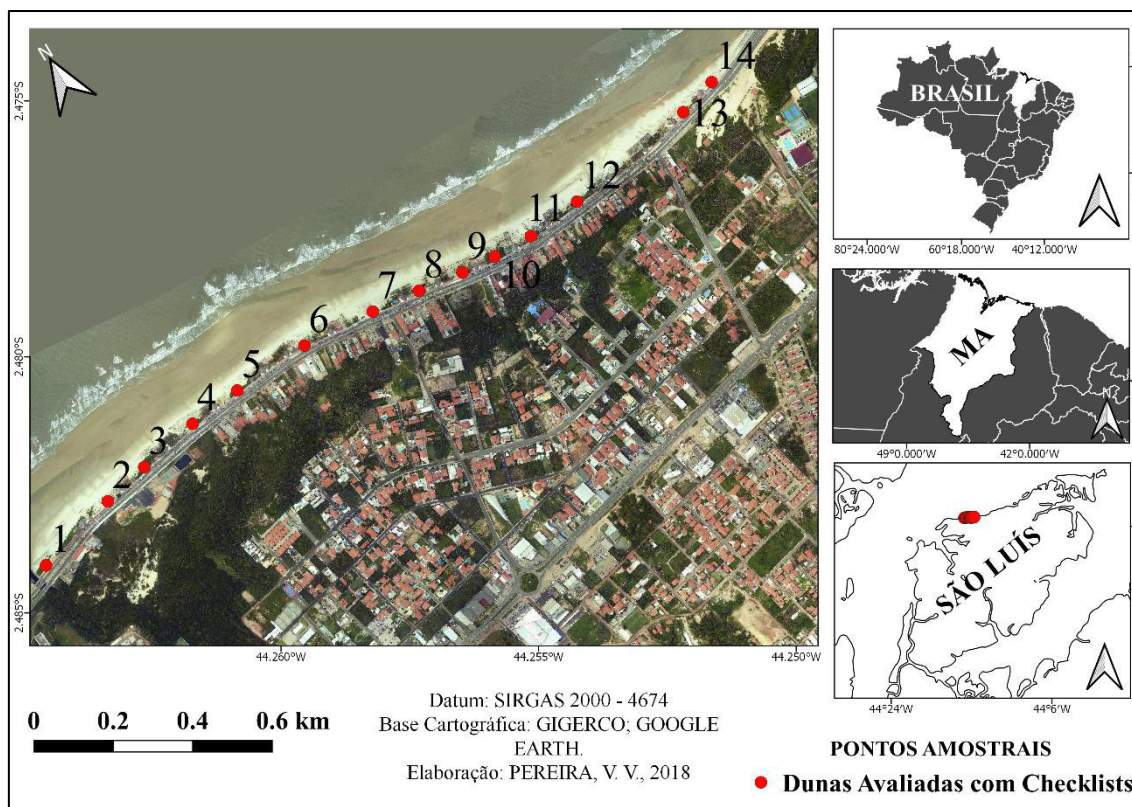 N
2.475°S
2.480°S
2.485°S
1
2
3
4
5
6
7
8
9
10
11
12
13
14
44.260°W
44.255°W
44.250°W
0 0.2 0.4 0.6 km
Datum: SIRGAS 2000 - 4674
Base Cartográfica: GIGERCO; GOOGLE
EARTH.
Elaboração: PEREIRA, V. V., 2018
BRASIL
80°24.000'W 60°18.000'W 40°12.000'W
MA
N
49°0.000'W 42°0.000'W
SÃO LUÍS
44°24'W 44°6'W
PONTOS AMOSTRAIS
Dunas Avaliadas com Checklists